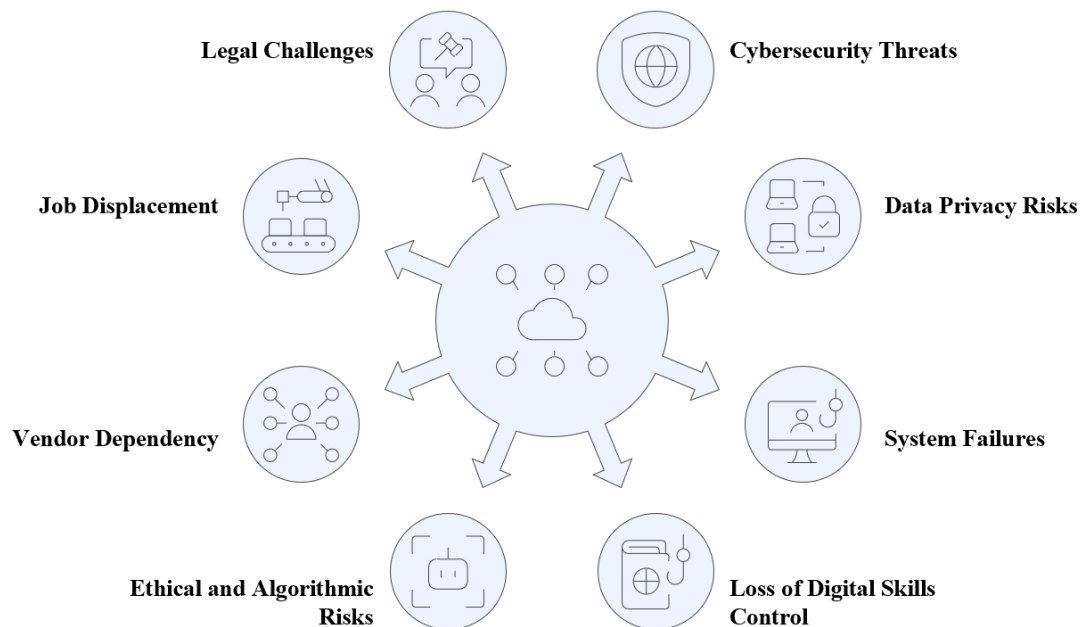 Legal Challenges
Cybersecurity Threats
Job Displacement
Data Privacy Risks
Vendor Dependency
System Failures
Ethical and Algorithmic
Risks
Loss of Digital Skills
Control